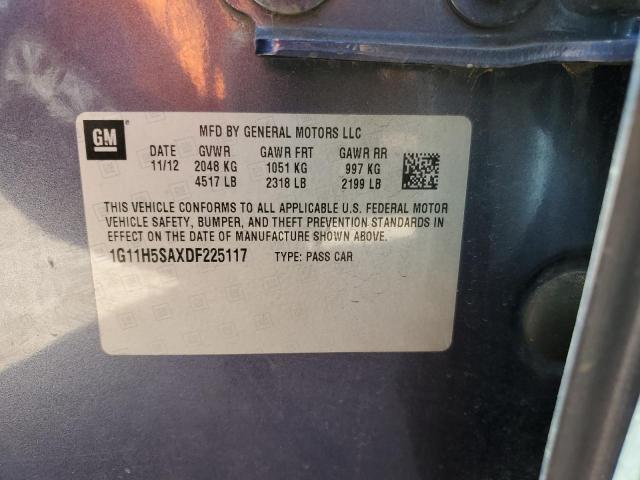 GM ® MFD BY GENERAL MOTORS LLC
DATE GVWR GAWR FRT GAWR RR
11/12 2048 KG 1051 KG 997 KG
4517 LB 2318 LB 2199 LB
THIS VEHICLE CONFORMS TO ALL APPLICABLE U.S. FEDERAL MOTOR
VEHICLE SAFETY, BUMPER, AND THEFT PREVENTION STANDARDS IN
EFFECT ON THE DATE OF MANUFACTURE SHOWN ABOVE.
1G11H5SAXDF225117 TYPE: PASS CAR